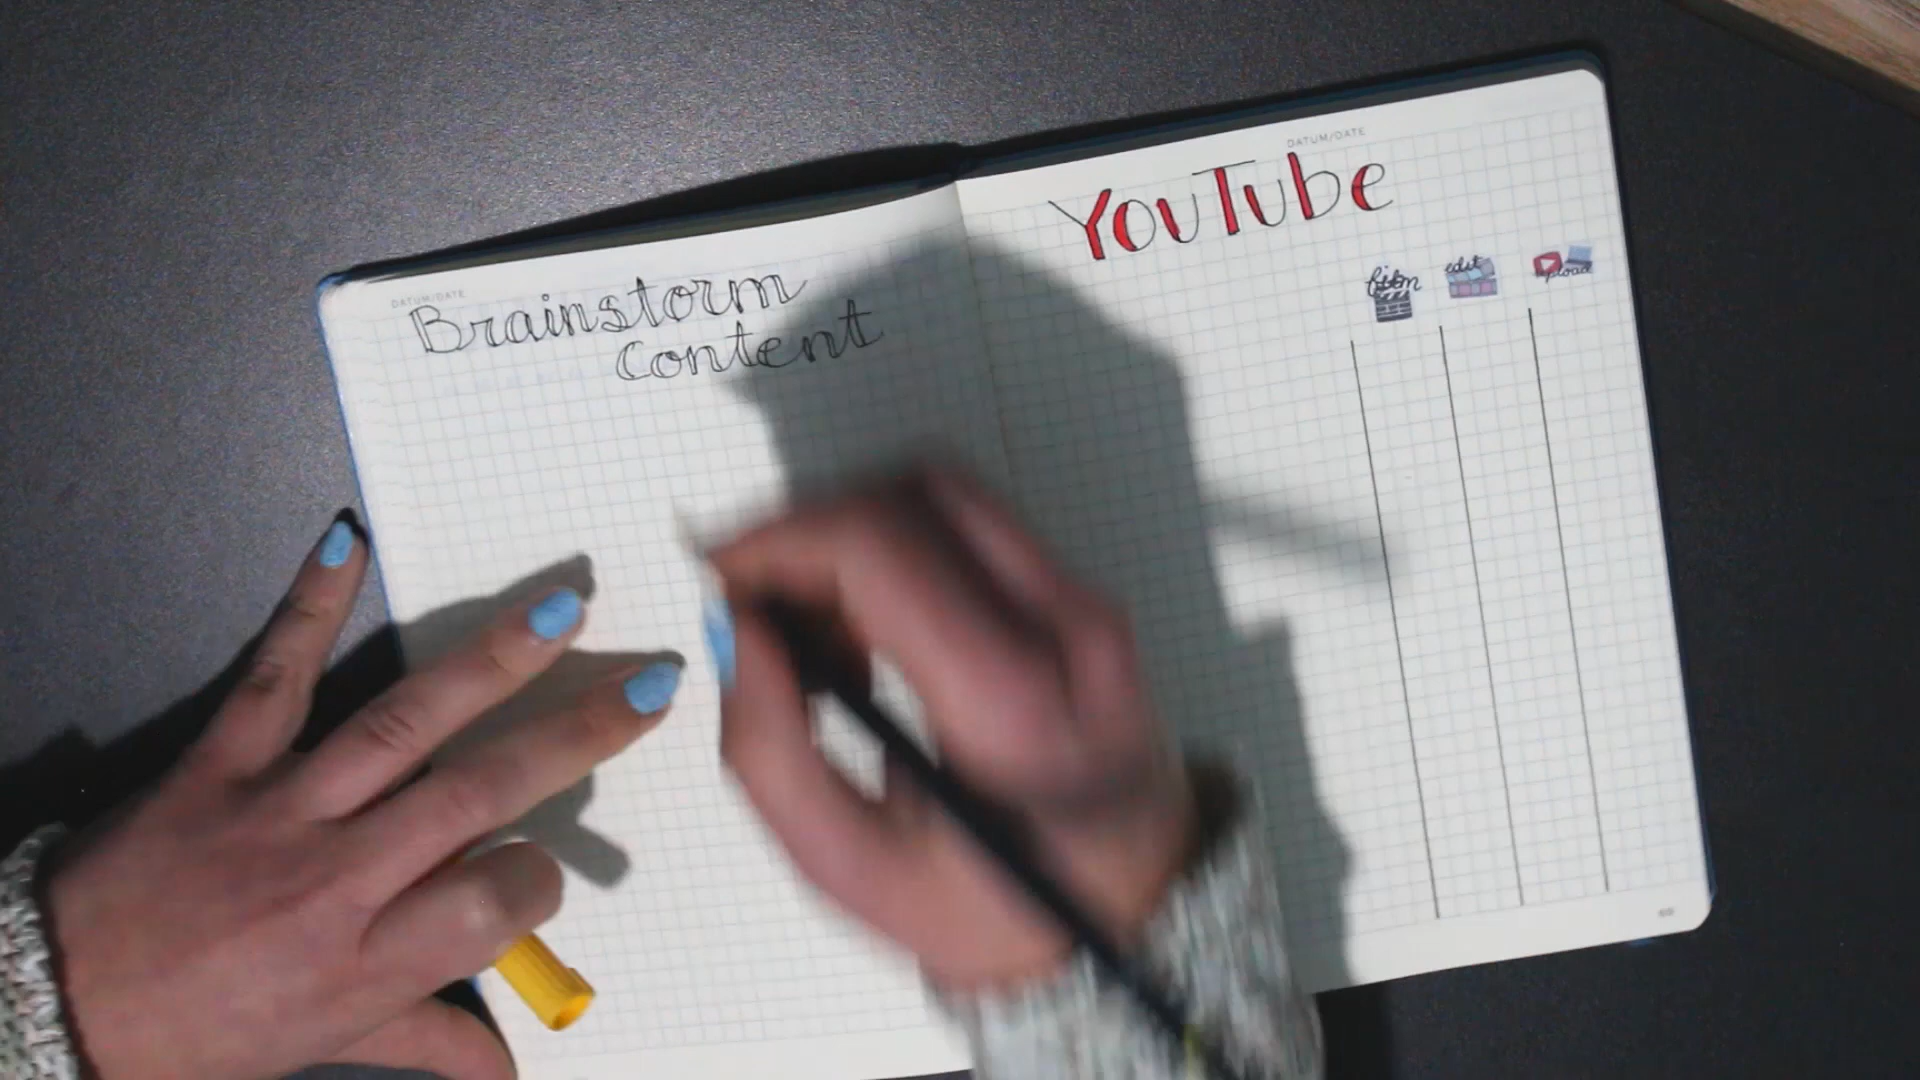 DATUM/DATE
Brainstorm
Content
DATUM/DATE
YouTube
film
edit
upload